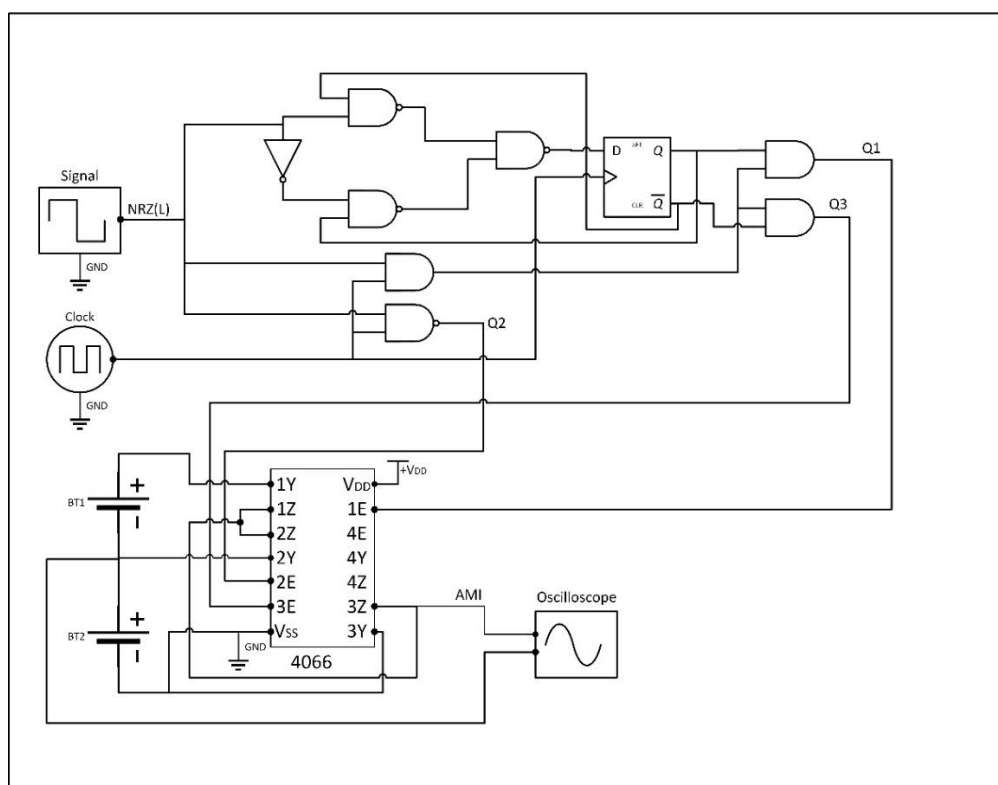 D
Q
CLR
Q
Q1
Q3
Signal
NRZ(L)
GND
Q2
Clock
GND
BT1
+
-
BT2
+
-
1Y
1Z
2Z
2Y
2E
3E
VSS
VDD
1E
4E
4Y
4Z
3Z
3Y
+VDD
GND
4066
AMI
Oscilloscope